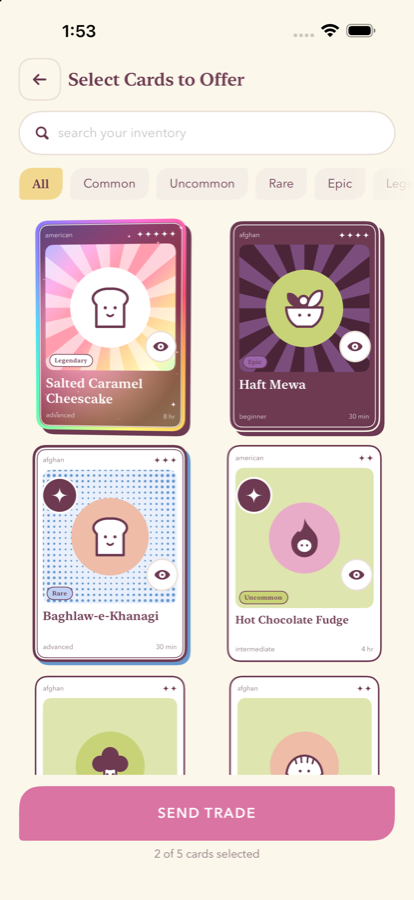 1:53
Select Cards to Offer
search your inventory
All
Common
Uncommon
Rare
Epic
american
Legendary
Salted Caramel
Cheescake
advanced
8 hr
afghan
Epic
Haft Mewa
beginner
30 min
afghan
Rare
Baghlaw-e-Khanagi
advanced
30 min
american
Uncommon
Hot Chocolate Fudge
intermediate
4 hr
afghan
afghan
SEND TRADE
2 of 5 cards selected